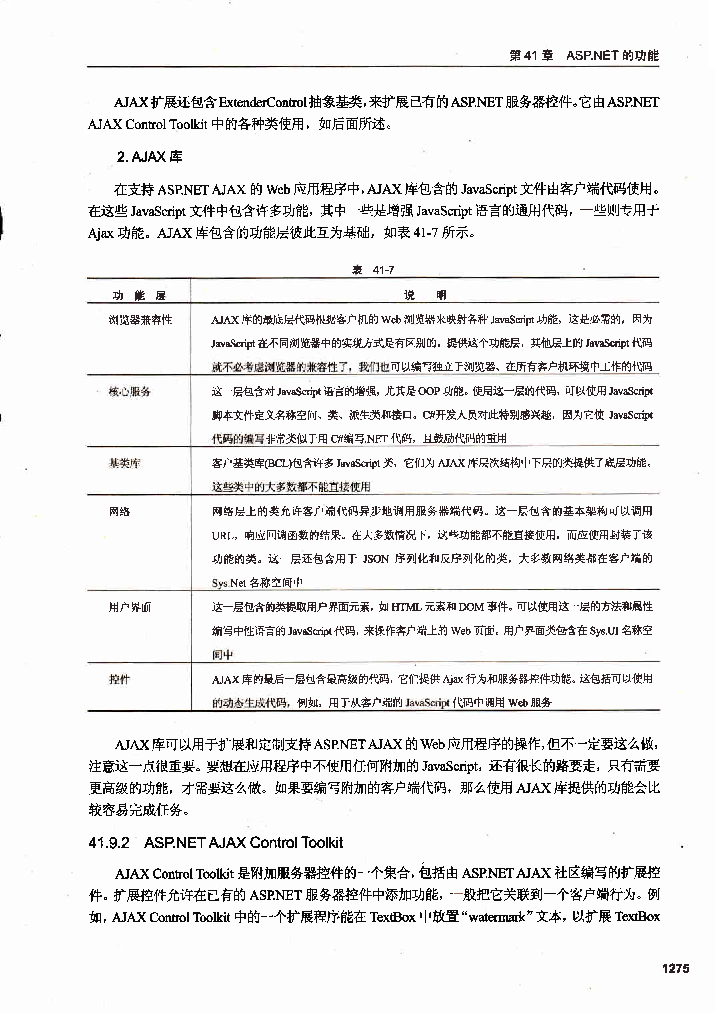 第 41 章 ASP.NET 的功能
AJAX 扩展还包含 ExtenderControl 抽象基类，来扩展已有的 ASP.NET 服务器控件。它由 ASP.NET
AJAX Control Toolkit 中的各种类使用，如后面所述。
2. AJAX 库
在支持 ASP.NET AJAX 的 Web 应用程序中，AJAX 库包含的 JavaScript 文件由客户端代码使用。
在这些 JavaScript 文件中包含许多功能，其中一些是增强 JavaScript 语言的通用代码，一些则专用于
Ajax 功能。AJAX 库包含的功能层彼此互为基础，如表 41-7 所示。
表 41-7
功 能 层 说 明
浏览器兼容性 AJAX 库的最底层代码根据客户机的 Web 浏览器来映射各种 JavaScript 功能，这是必需的，因为
JavaScript 在不同浏览器中的实现方式是有区别的，提供这个功能层，其他层上的 JavaScript 代码
就不必考虑浏览器的兼容性了，我们也可以编写独立于浏览器、在所有客户机环境中工作的代码
核心服务 这一层包含对 JavaScript 语言的增强，尤其是 OOP 功能。使用这一层的代码，可以使用 JavaScript
脚本文件定义名称空间、类、派生类和接口。C#开发人员对此特别感兴趣，因为它使 JavaScript
代码的编写非常类似于用 C#编写.NET 代码，且鼓励代码的重用
基类库 客户基类库(BCL)包含许多 JavaScript 类，它们为 AJAX 库层次结构中下层的类提供了底层功能。
这些类中的大多数都不能直接使用
网络 网络层上的类允许客户端代码异步地调用服务器端代码。这一层包含的基本架构可以调用
URL，响应回调函数的结果。在大多数情况下，这些功能都不能直接使用，而应使用封装了该
功能的类。这一层还包含用于 JSON 序列化和反序列化的类，大多数网络类都在客户端的
Sys.Net 名称空间中
用户界面 这一层包含的类提取用户界面元素，如 HTML 元素和 DOM 事件。可以使用这一层的方法和属性
编写中性语言的 JavaScript 代码，来操作客户端上的 Web 页面。用户界面类包含在 Sys.UI 名称空
间中
控件 AJAX 库的最后一层包含最高级的代码，它们提供 Ajax 行为和服务器控件功能。这包括可以使用
的动态生成代码，例如，用于从客户端的 JavaScript 代码中调用 Web 服务
AJAX 库可以用于扩展和定制支持 ASP.NET AJAX 的 Web 应用程序的操作，但不一定要这么做，
注意这一点很重要。要想在应用程序中不使用任何附加的 JavaScript，还有很长的路要走，只有需要
更高级的功能，才需要这么做。如果要编写附加的客户端代码，那么使用 AJAX 库提供的功能会比
较容易完成任务。
41.9.2 ASP.NET AJAX Control Toolkit
AJAX Control Toolkit 是附加服务器控件的一个集合，包括由 ASP.NET AJAX 社区编写的扩展控
件。扩展控件允许在已有的 ASP.NET 服务器控件中添加功能，一般把它关联到一个客户端行为。例
如，AJAX Control Toolkit 中的一个扩展程序能在 TextBox 中放置“watermark”文本，以扩展 TextBox
1275